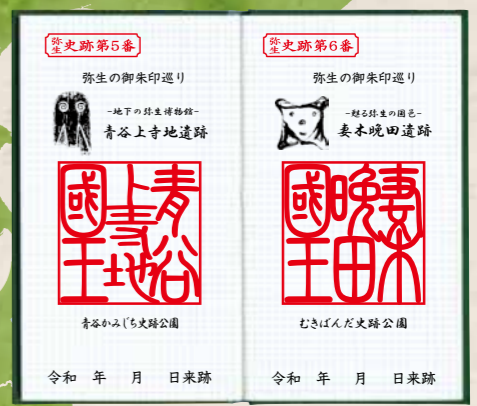 弥生史跡第5番
弥生の御朱印巡り
-地下の弥生博物館-
青谷上寺地遺跡
青谷
上寺地
國王
青谷かみじち史跡公園
令和 年 月 日来跡
弥生史跡第6番
弥生の御朱印巡り
-甦る弥生の国邑-
妻木晩田遺跡
妻木
晩田
國王
むきばんだ史跡公園
令和 年 月 日来跡